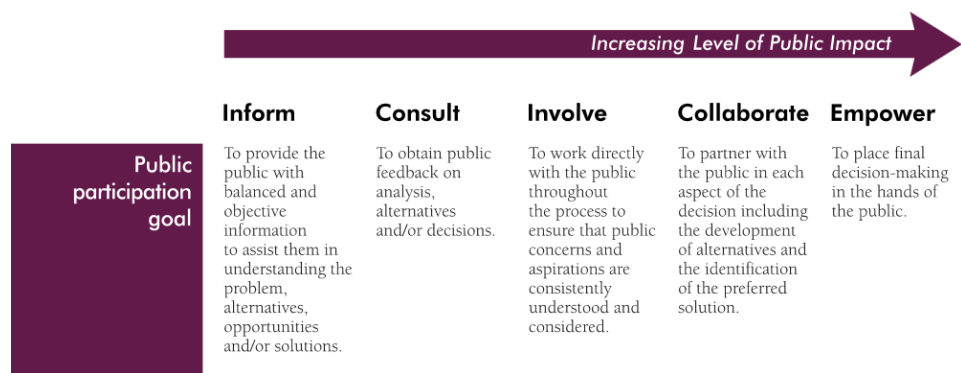 Increasing Level of Public Impact
Inform
Consult
Involve
Collaborate
Empower
Public
participation
goal
To provide the
public with
balanced and
objective
information
to assist them in
understanding the
problem,
alternatives,
opportunities
and/or solutions.
To obtain public
feedback on
analysis,
alternatives
and/or decisions.
To work directly
with the public
throughout
the process to
ensure that public
concerns and
aspirations are
consistently
understood and
considered.
To partner with
the public in each
aspect of the
decision including
the development
of alternatives and
the identification
of the preferred
solution.
To place final
decision-making
in the hands of
the public.